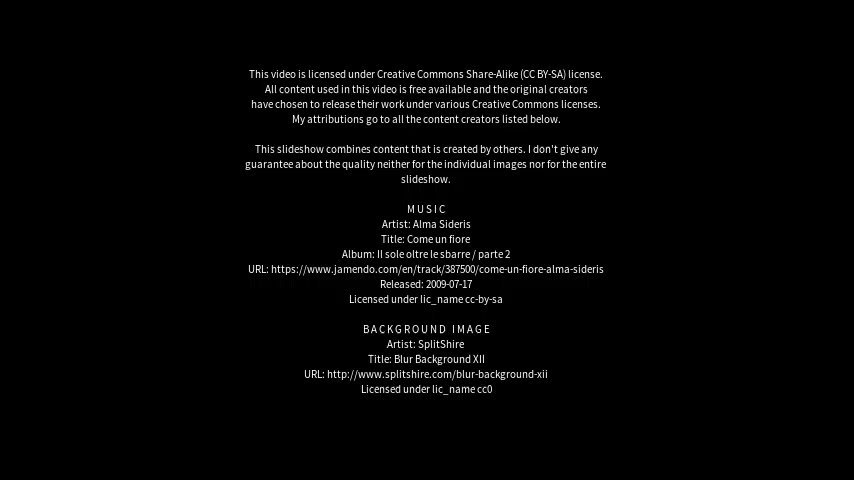 This video is licensed under Creative Commons Share-Alike (CC BY-SA) license.
All content used in this video is free available and the original creators
have chosen to release their work under various Creative Commons licenses.
My attributions go to all the content creators listed below.
This slideshow combines content that is created by others. I don't give any
guarantee about the quality neither for the individual images nor for the entire
slideshow.
MUSIC
Artist: Alma Sideris
Title: Come un fiore
Album: Il sole oltre le sbarre / parte 2
URL: https://www.jamendo.com/en/track/387500/come-un-fiore-alma-sideris
Released: 2009-07-17
Licensed under lic_name cc-by-sa
BACKGROUND IMAGE
Artist: SplitShire
Title: Blur Background XII
URL: http://www.splitshire.com/blur-background-xii
Licensed under lic_name cc0